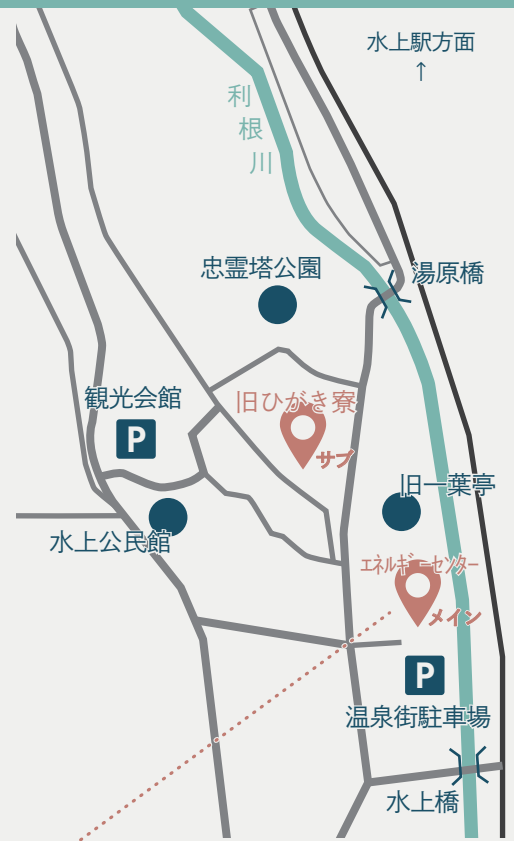 水上駅方面
↑
利根川
忠霊塔公園
湯原橋
観光会館
P
旧ひがき寮
サブ
旧一葉亭
水上公民館
エネルギーセンター
メイン
P
温泉街駐車場
水上橋